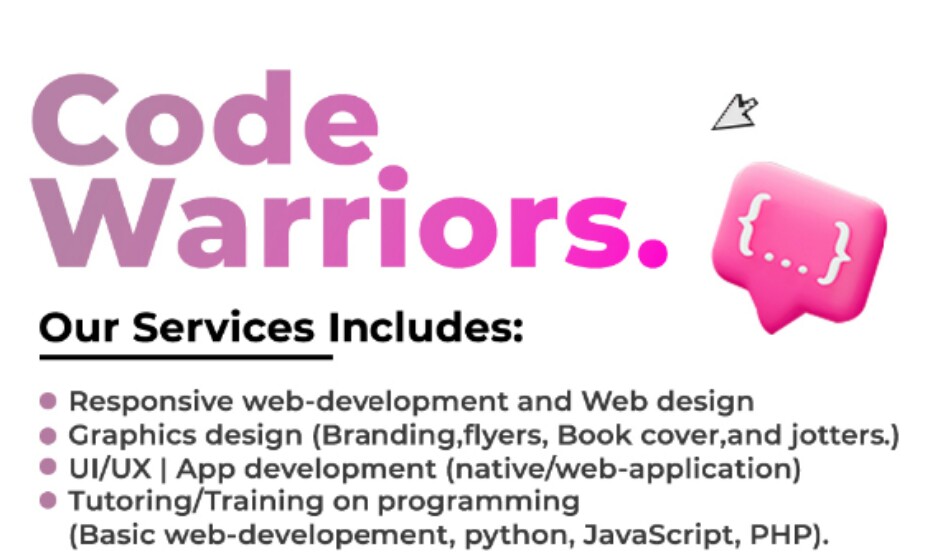 Code
Warriors.
{...}
Our Services Includes:
Responsive web-development and Web design
Graphics design (Branding,flyers, Book cover,and jotters.)
UI/UX | App development (native/web-application)
Tutoring/Training on programming
(Basic web-developement, python, JavaScript, PHP).